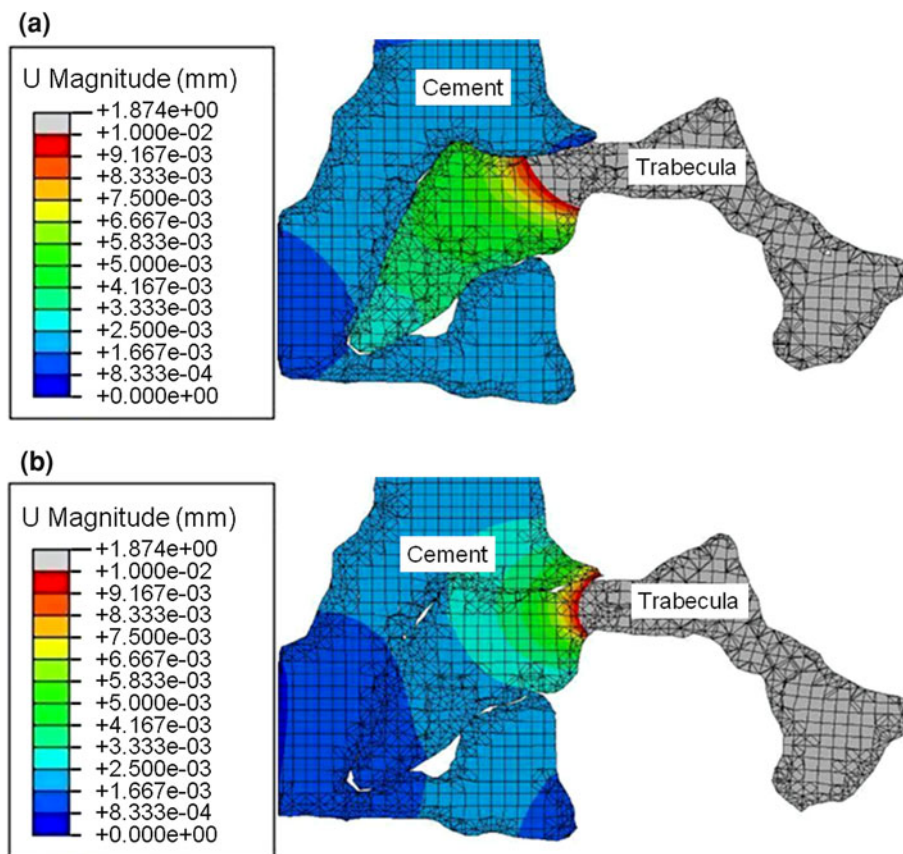 (a)
U Magnitude (mm)
+1.874e+00
+1.000e-02
+9.167e-03
+8.333e-03
+7.500e-03
+6.667e-03
+5.833e-03
+5.000e-03
+4.167e-03
+3.333e-03
+2.500e-03
+1.667e-03
+8.333e-04
+0.000e+00
Cement
Trabecula
(b)
U Magnitude (mm)
+1.874e+00
+1.000e-02
+9.167e-03
+8.333e-03
+7.500e-03
+6.667e-03
+5.833e-03
+5.000e-03
+4.167e-03
+3.333e-03
+2.500e-03
+1.667e-03
+8.333e-04
+0.000e+00
Cement
Trabecula